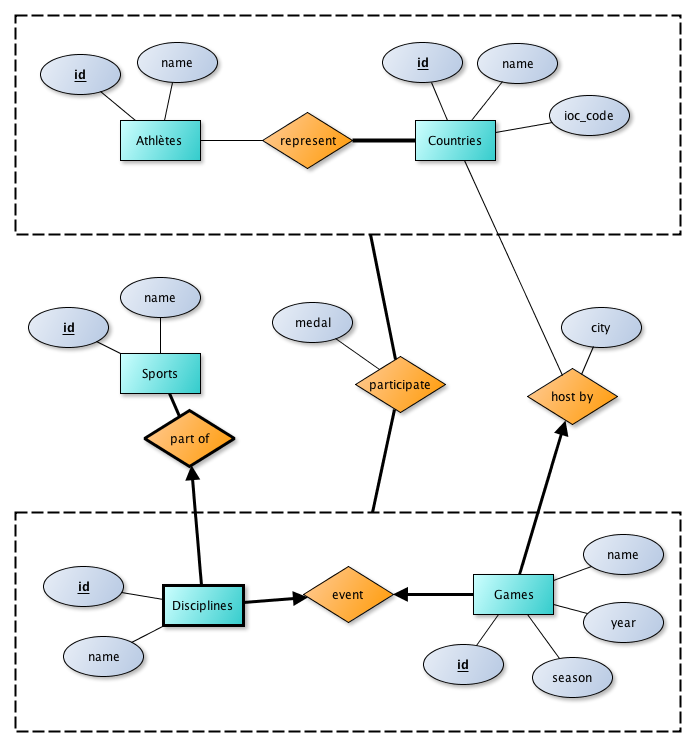 id
name
id
name
ioc_code
Athlètes
represent
Countries
id
name
medal
city
Sports
participate
host by
part of
id
name
Disciplines
event
Games
name
year
id
season